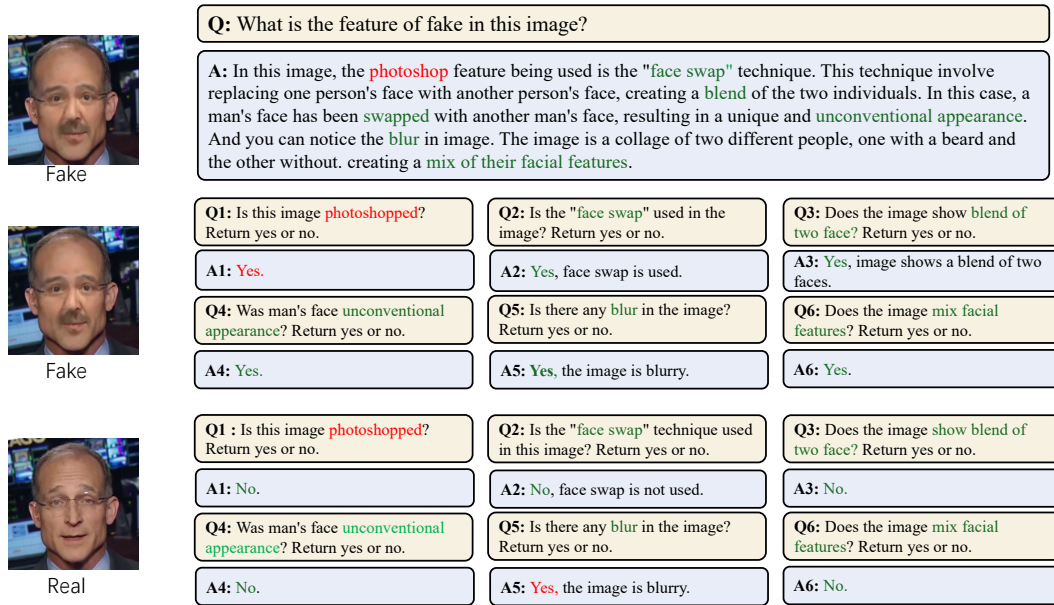 Q: What is the feature of fake in this image?
A: In this image, the photoshop feature being used is the "face swap" technique. This technique involve
replacing one person's face with another person's face, creating a blend of the two individuals. In this case, a
man's face has been swapped with another man's face, resulting in a unique and unconventional appearance.
And you can notice the blur in image. The image is a collage of two different people, one with a beard and
the other without. creating a mix of their facial features.
Fake
Q1: Is this image photoshopped?
Return yes or no.
Q2: Is the "face swap" used in the
image? Return yes or no.
Q3: Does the image show blend of
two face? Return yes or no.
A1: Yes.
A2: Yes, face swap is used.
A3: Yes, image shows a blend of two
faces.
Q4: Was man's face unconventional
appearance? Return yes or no.
Q5: Is there any blur in the image?
Return yes or no.
Q6: Does the image mix facial
features? Return yes or no.
A4: Yes.
A5: Yes, the image is blurry.
A6: Yes.
Fake
Q1 : Is this image photoshopped?
Return yes or no.
Q2: Is the "face swap" technique used
in this image? Return yes or no.
Q3: Does the image show blend of
two face? Return yes or no.
A1: No.
A2: No, face swap is not used.
A3: No.
Q4: Was man's face unconventional
appearance? Return yes or no.
Q5: Is there any blur in the image?
Return yes or no.
Q6: Does the image mix facial
features? Return yes or no.
A4: No.
A5: Yes, the image is blurry.
A6: No.
Real